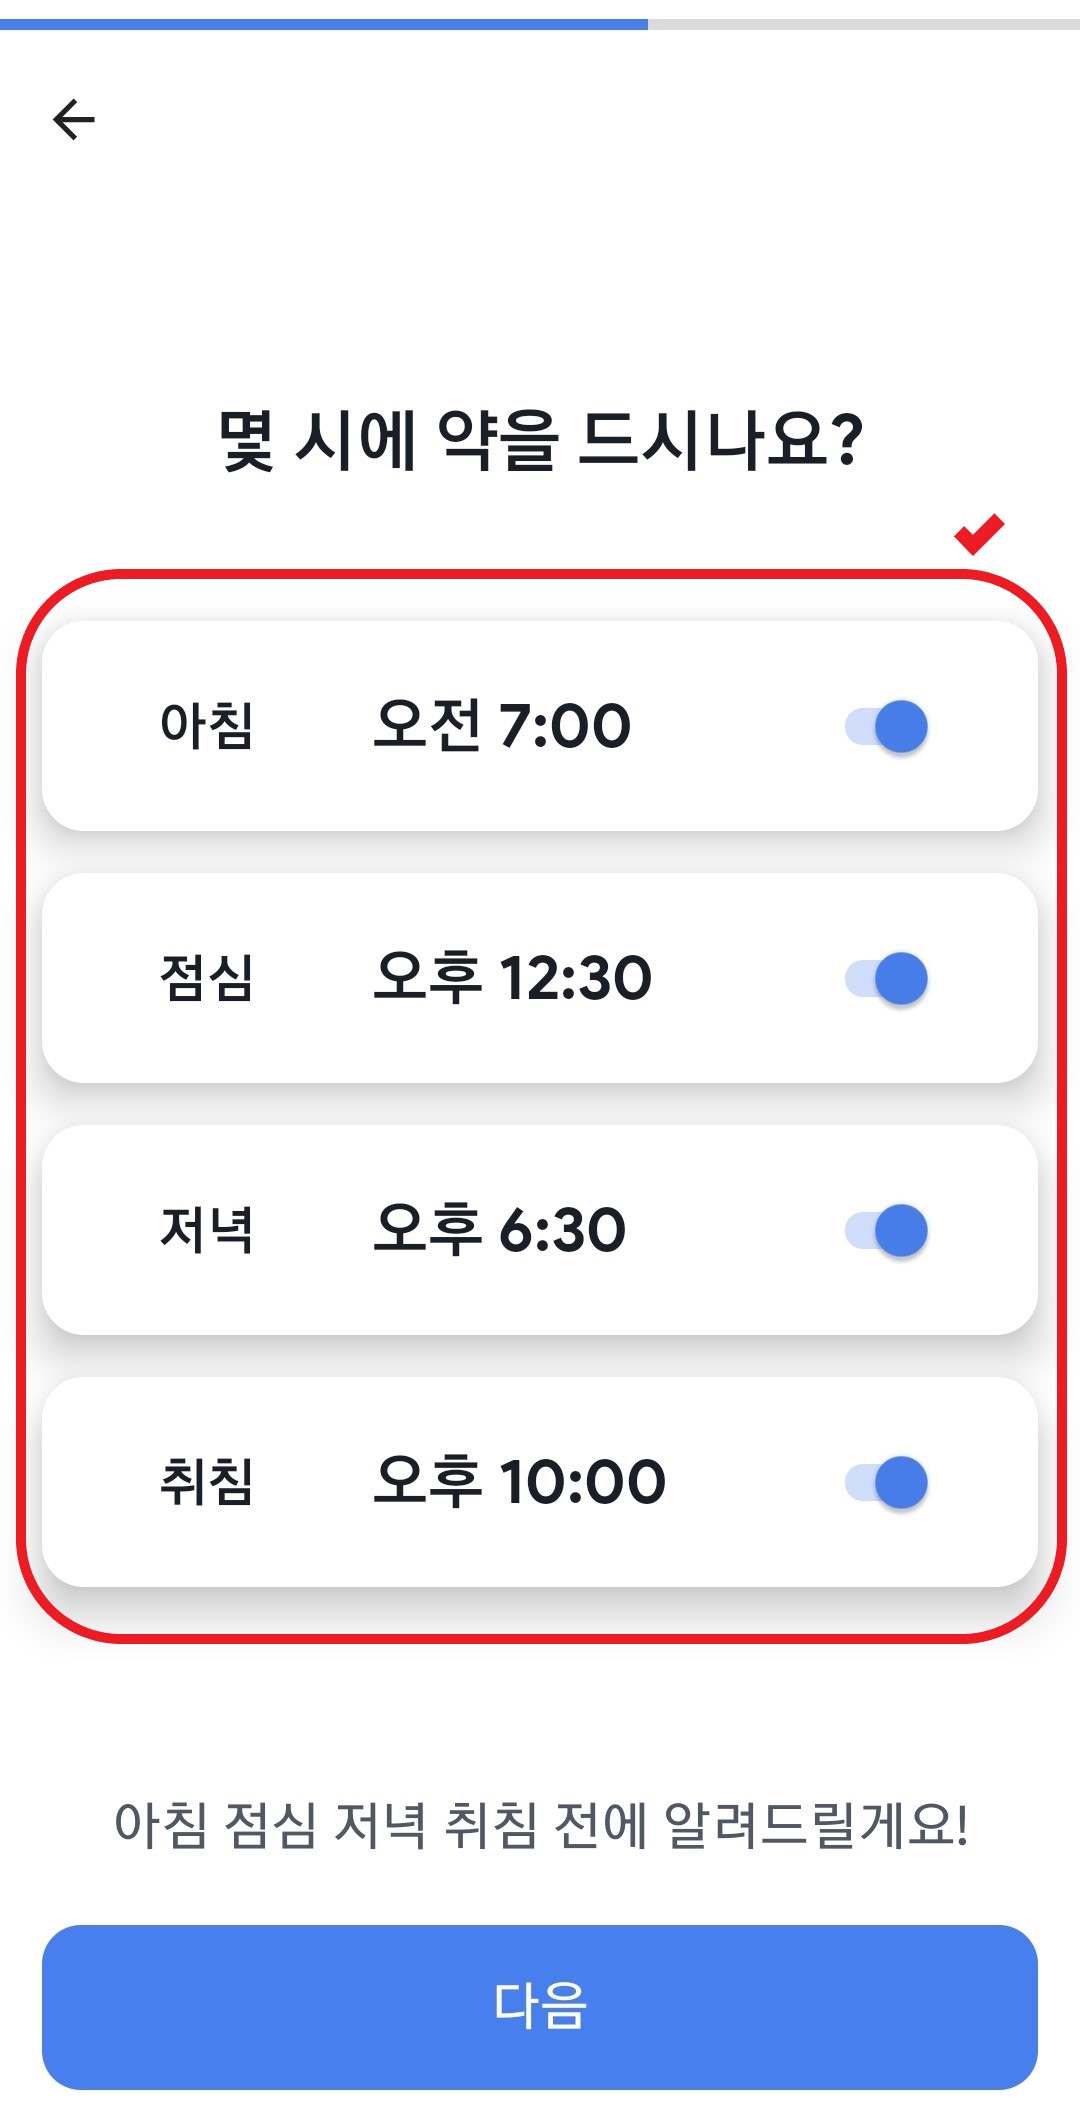 몇 시에 약을 드시나요?
아침 오전 7:00
점심 오후 12:30
저녁 오후 6:30
취침 오후 10:00
아침 점심 저녁 취침 전에 알려드릴게요!
다음